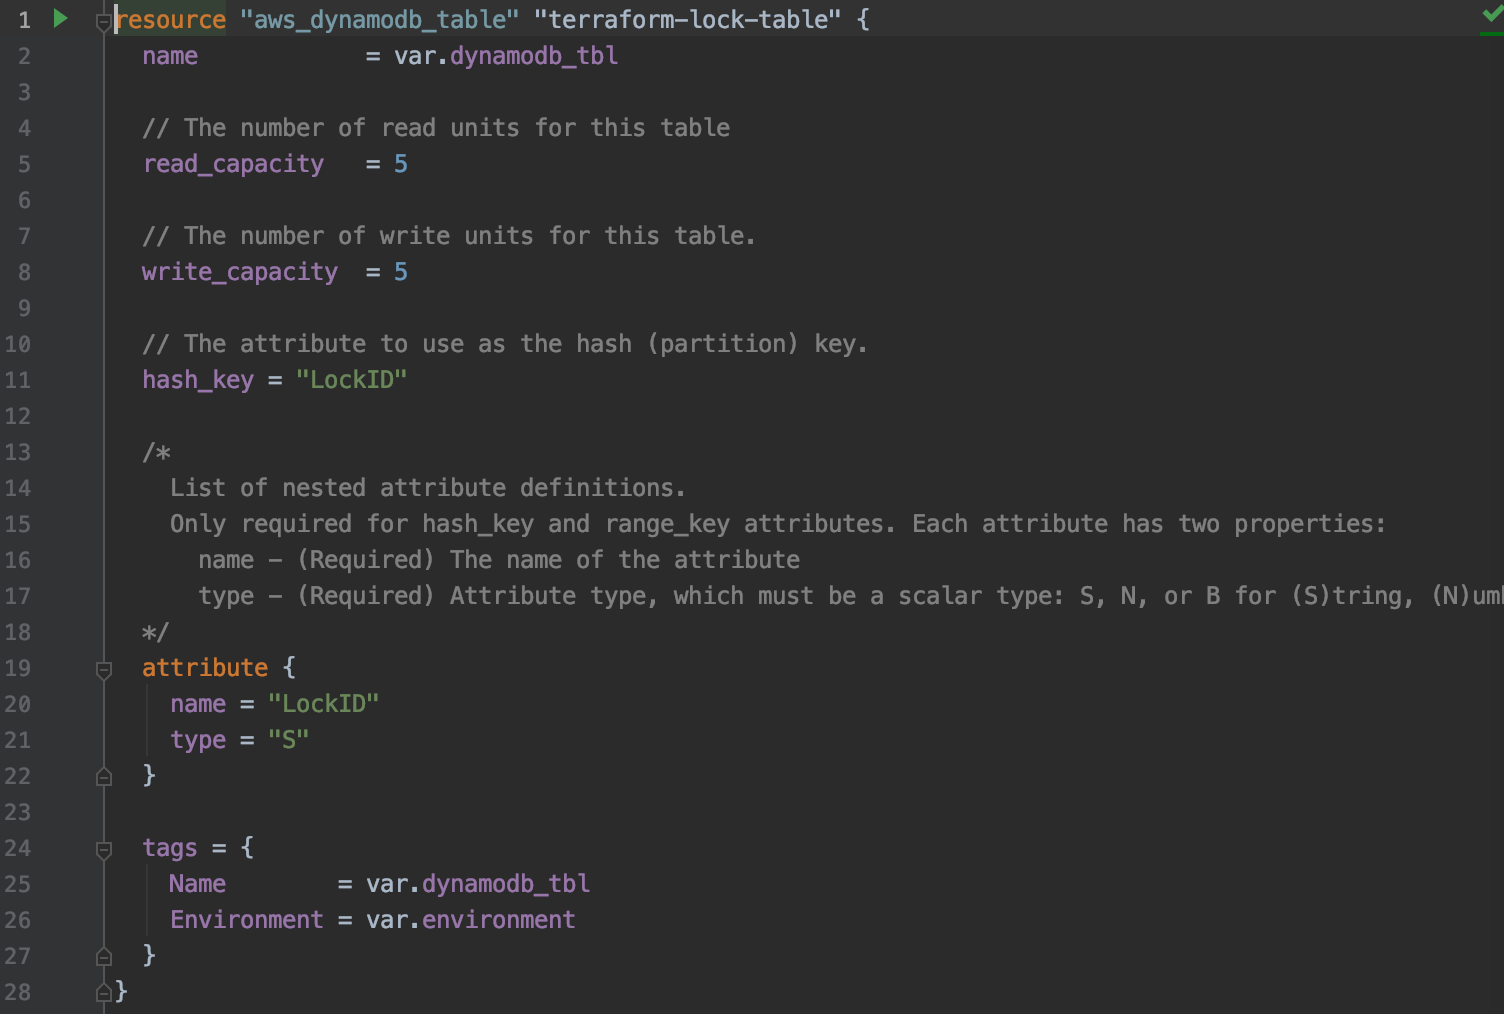 1 resource "aws_dynamodb_table" "terraform-lock-table" {
2   name            = var.dynamodb_tbl
3
4   // The number of read units for this table
5   read_capacity   = 5
6
7   // The number of write units for this table.
8   write_capacity  = 5
9
10   // The attribute to use as the hash (partition) key.
11   hash_key = "LockID"
12
13   /*
14     List of nested attribute definitions.
15     Only required for hash_key and range_key attributes. Each attribute has two properties:
16       name – (Required) The name of the attribute
17       type – (Required) Attribute type, which must be a scalar type: S, N, or B for (S)tring,
18   */
19   attribute {
20     name = "LockID"
21     type = "S"
22   }
23
24   tags = {
25     Name        = var.dynamodb_tbl
26     Environment = var.environment
27   }
28 }